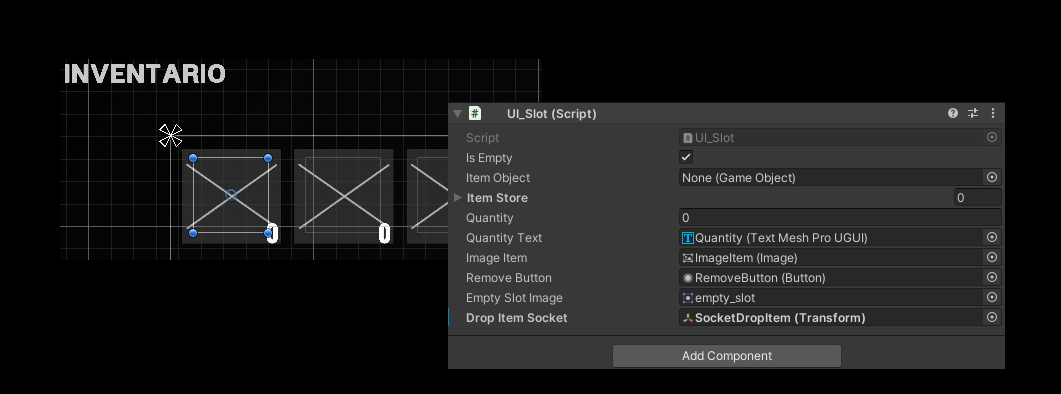 INVENTARIO
0
0
# UI_Slot (Script)
Script UI_Slot
Is Empty
Item Object None (Game Object)
Item Store 0
Quantity 0
Quantity Text Quantity (Text Mesh Pro UGUI)
Image Item ImageItem (Image)
Remove Button RemoveButton (Button)
Empty Slot Image empty_slot
Drop Item Socket SocketDropItem (Transform)
Add Component